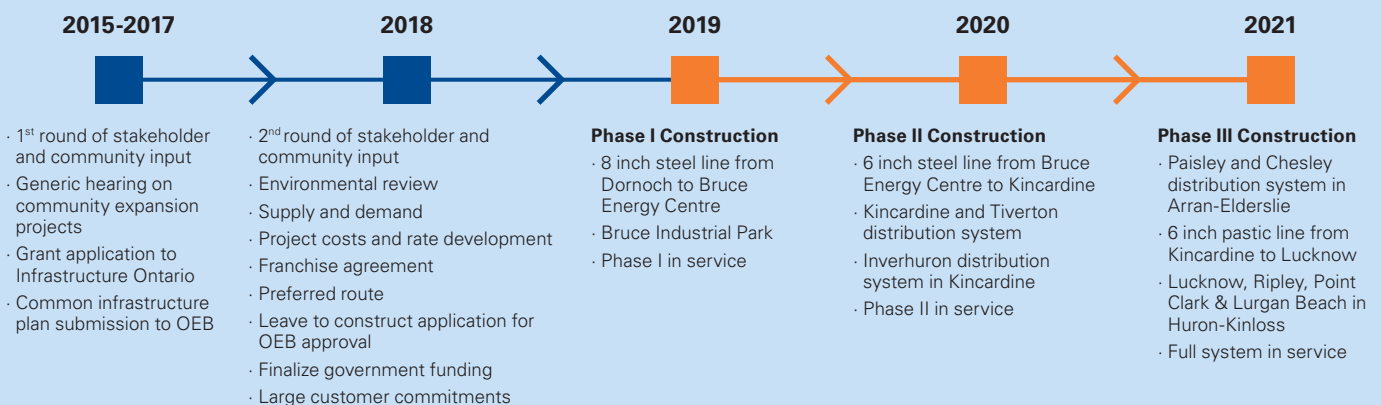 2015-2017
· 1st round of stakeholder
and community input
· Generic hearing on
community expansion
projects
· Grant application to
Infrastructure Ontario
· Common infrastructure
plan submission to OEB
2018
· 2nd round of stakeholder and
community input
· Environmental review
· Supply and demand
· Project costs and rate development
· Franchise agreement
· Preferred route
· Leave to construct application for
OEB approval
· Finalize government funding
· Large customer commitments
2019
Phase I Construction
· 8 inch steel line from
Dornoch to Bruce
Energy Centre
· Bruce Industrial Park
· Phase I in service
2020
Phase II Construction
· 6 inch steel line from Bruce
Energy Centre to Kincardine
· Kincardine and Tiverton
distribution system
· Inverhuron distribution
system in Kincardine
· Phase II in service
2021
Phase III Construction
· Paisley and Chesley
distribution system in
Arran-Elderslie
· 6 inch pastic line from
Kincardine to Lucknow
· Lucknow, Ripley, Point
Clark & Lurgan Beach in
Huron-Kinloss
· Full system in service